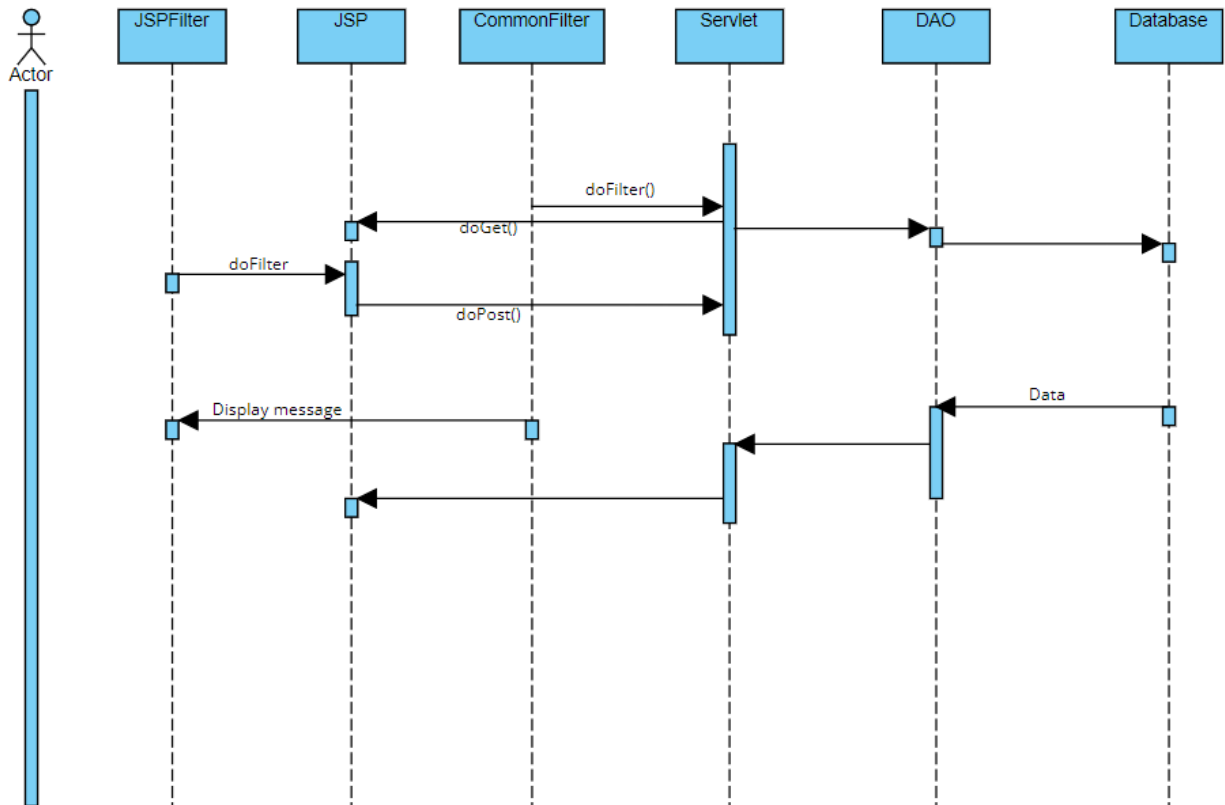 JSPFilter
JSP
CommonFilter
Servlet
DAO
Database
Actor
doFilter()
doGet()
doFilter
doPost()
Data
Display message